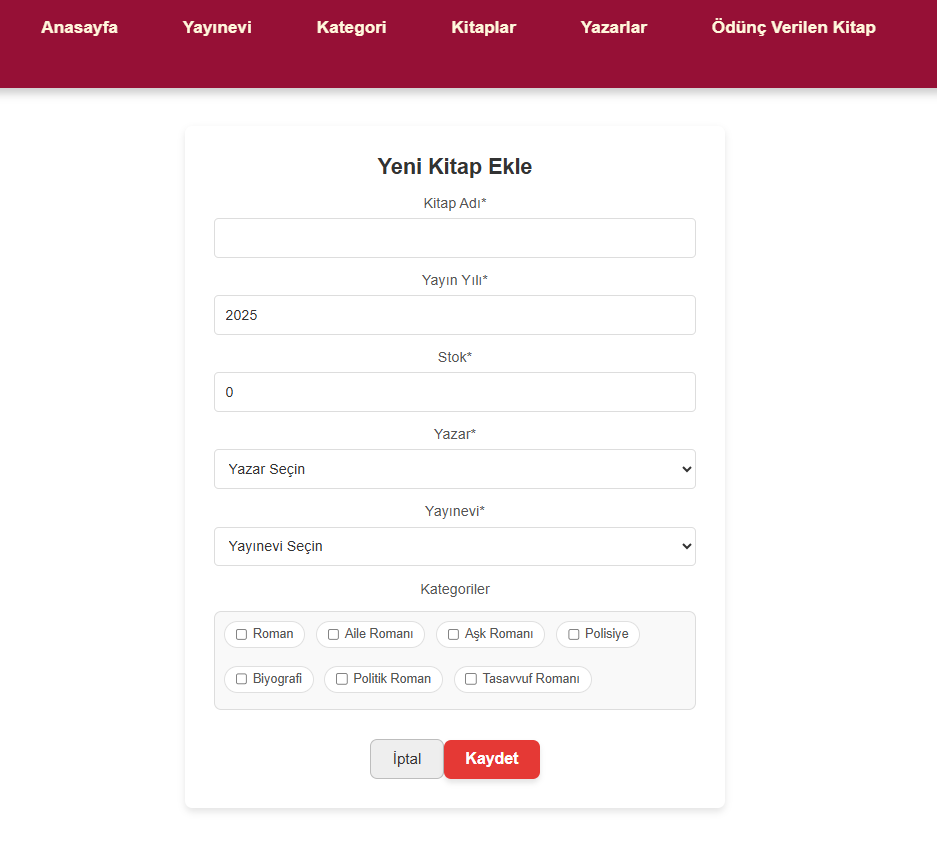 Anasayfa Yayınevi Kategori Kitaplar Yazarlar Ödünç Verilen Kitap
Yeni Kitap Ekle
Kitap Adı*
Yayın Yılı*
2025
Stok*
0
Yazar*
Yazar Seçin
Yayınevi*
Yayınevi Seçin
Kategoriler
Roman Aile Romanı Aşk Romanı Polisiye
Biyografi Politik Roman Tasavvuf Romanı
İptal Kaydet